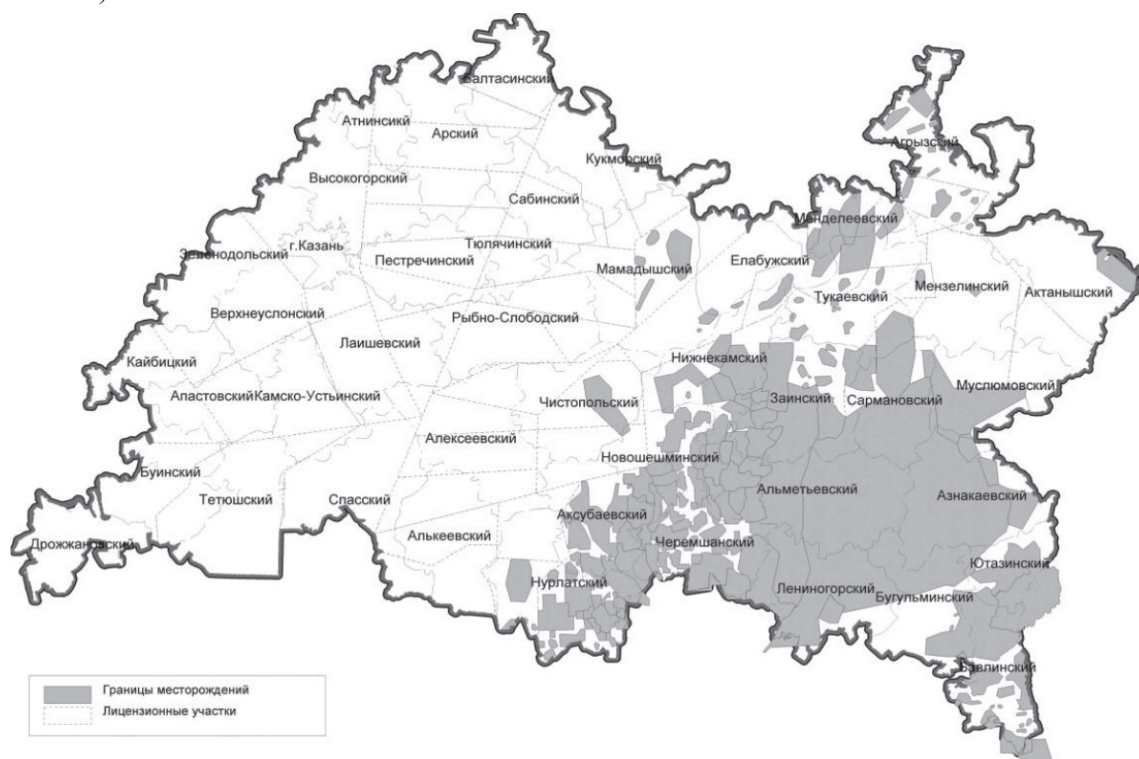 Балтасинский
Атнинсикй
Арский
Кукморский
Агрызский
Высокогорский
Сабинский
Менделеевский
г.Казань
Тюлячинский
Зеленодольский
Пестречинский
Мамадышский
Елабужский
Тукаевский
Мензелинский
Актанышский
Верхнеуслонский
Рыбно-Слободский
Лаишевский
Кайбицкий
Нижнекамский
Муслюмовский
Апастовский
Камско-Устьинский
Чистопольский
Заинский
Сармановский
Алексеевский
Новошешминский
Буинский
Тетюшский
Спасский
Альметьевский
Азнакаевский
Аксубаевский
Дрожжановский
Алькеевский
Черемшанский
Ютазинский
Нурлатский
Лениногорский
Бугульминский
Бавлинский
Границы месторождений
Лицензионные участки